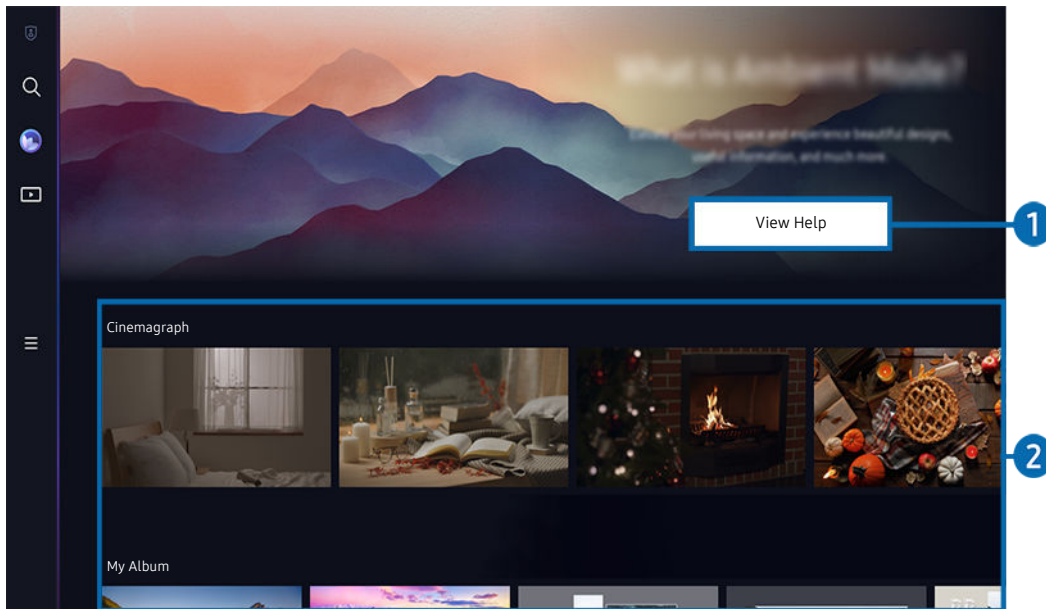 What is Ambient Mode?
your living space and experience beautiful designs,
useful information, and much more.
View Help
1
Cinemagraph
2
My Album